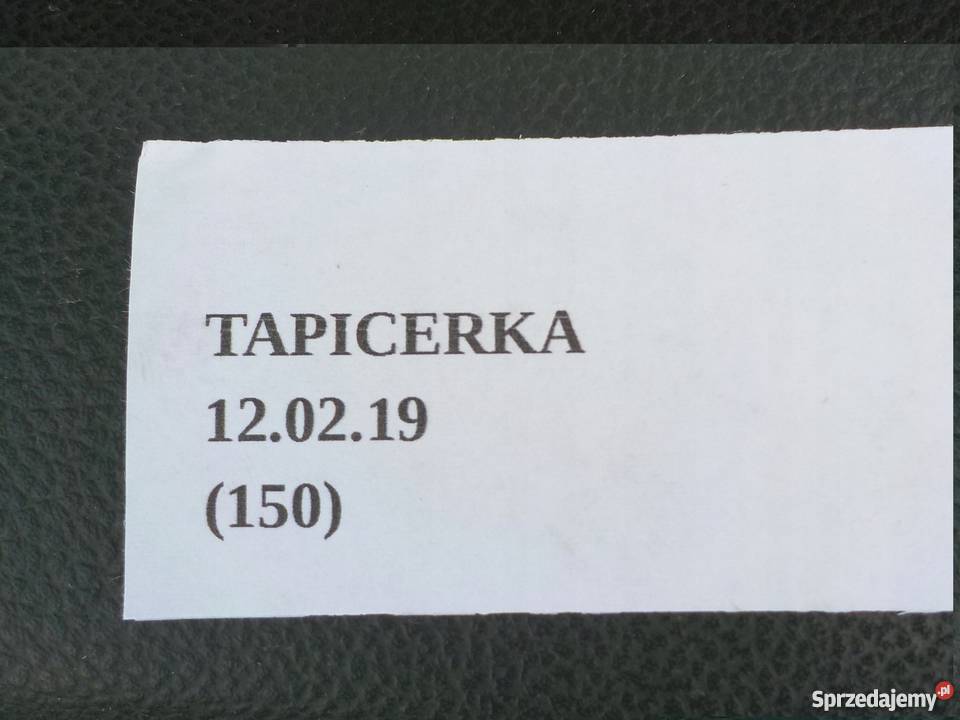 TAPICERKA
12.02.19
(150)
Sprzedajemy.pl